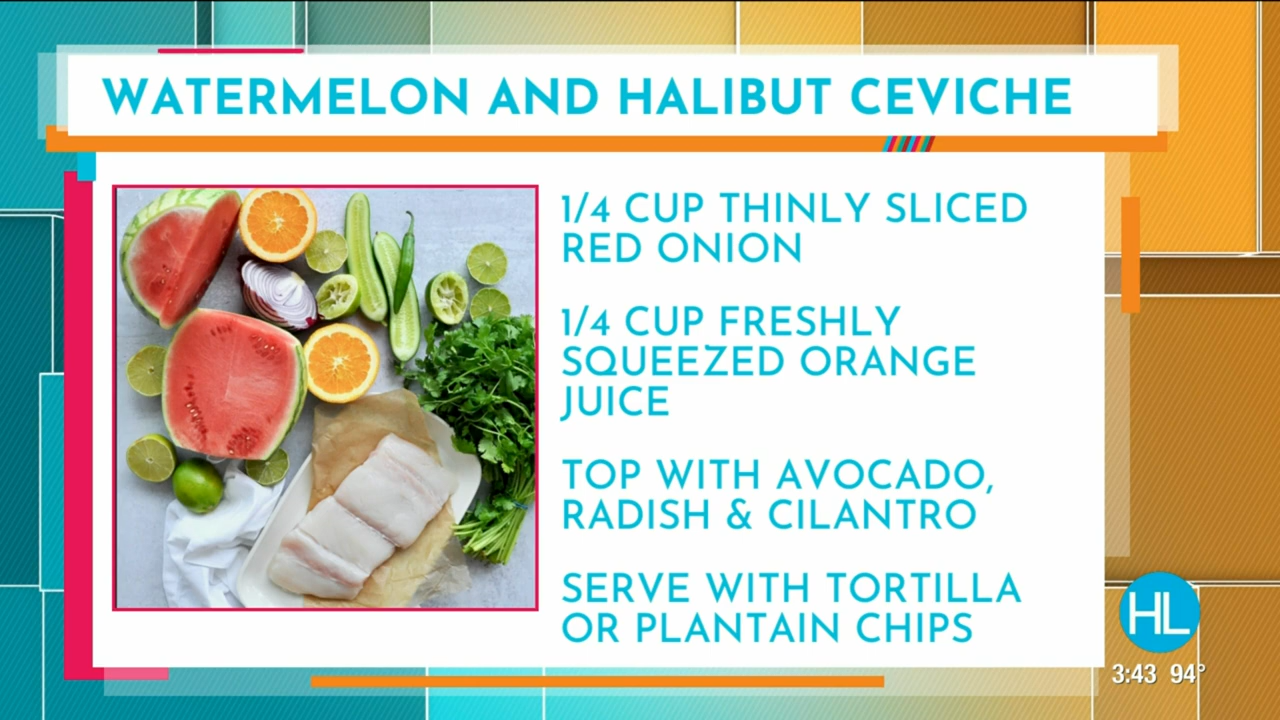 WATERMELON AND HALIBUT CEVICHE
1/4 CUP THINLY SLICED
RED ONION
1/4 CUP FRESHLY
SQUEEZED ORANGE
JUICE
TOP WITH AVOCADO,
RADISH & CILANTRO
SERVE WITH TORTILLA
OR PLANTAIN CHIPS
HL
3:43 94°